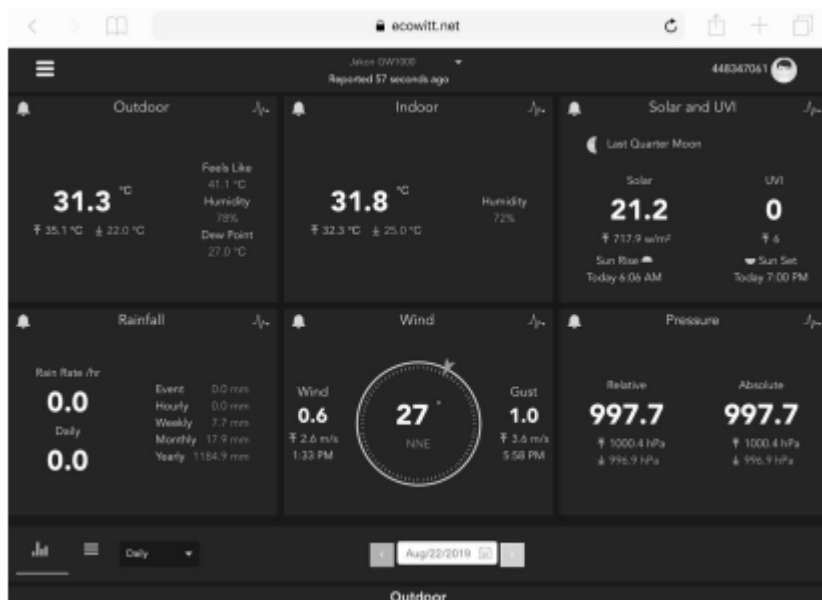 ecowitt.net
Jakon GW1000
Reported 57 seconds ago
448347061
Outdoor
31.3 °C
35.1 °C 22.0 °C
Feels Like
41.1 °C
Humidity
78%
Dew Point
27.0 °C
Indoor
31.8 °C
32.3 °C 25.0 °C
Humidity
72%
Solar and UVI
Last Quarter Moon
Solar
21.2
717.9 w/m²
Sun Rise
Today 6:06 AM
UVI
0
6
Sun Set
Today 7:00 PM
Rainfall
Rain Rate /hr
0.0
Daily
0.0
Event 0.0 mm
Hourly 0.0 mm
Weekly 7.7 mm
Monthly 17.9 mm
Yearly 1184.9 mm
Wind
Wind
0.6
2.6 m/s
1:33 PM
27 °
NNE
Gust
1.0
3.6 m/s
5:58 PM
Pressure
Relative
997.7
1000.4 hPa
996.9 hPa
Absolute
997.7
1000.4 hPa
996.9 hPa
Daily
Aug/22/2019
Outdoor